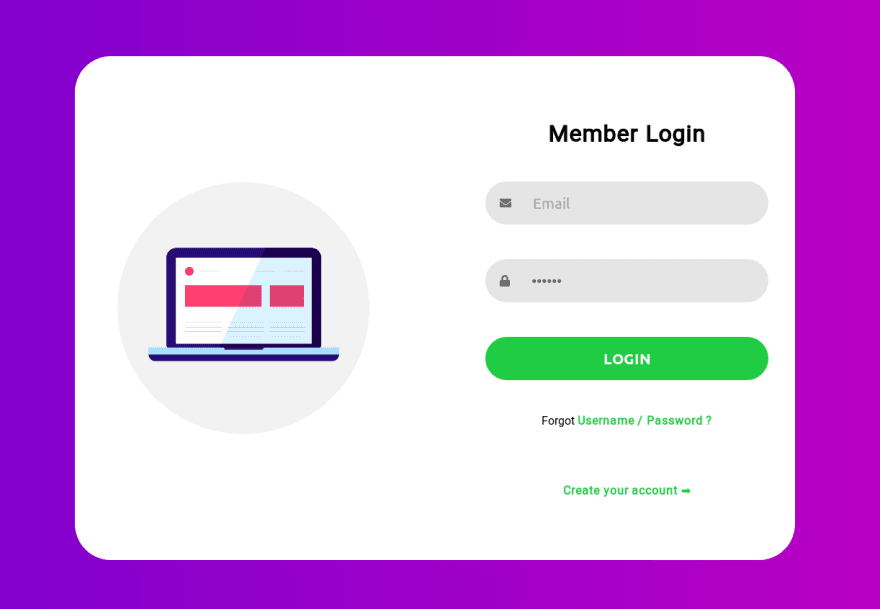 Member Login
Email
••••••
LOGIN
Forgot Username / Password ?
Create your account ➡